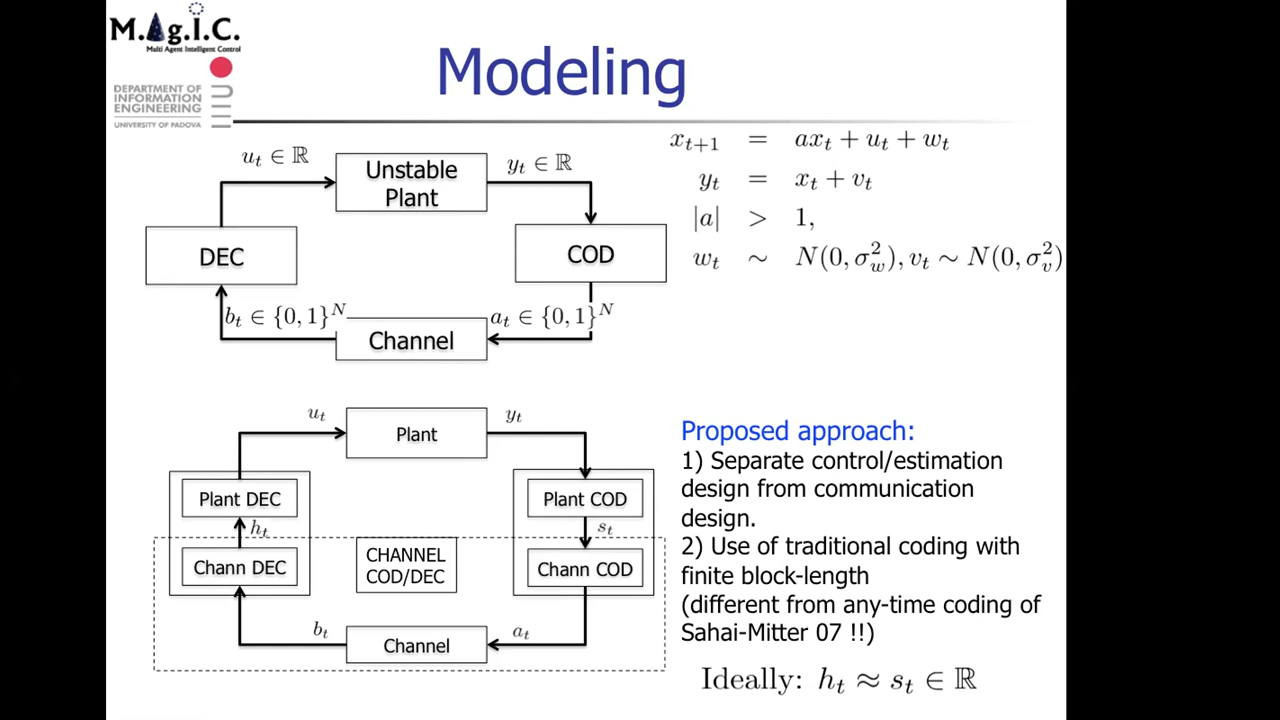 M.AgI.C.
Multi Agent Intelligent Control
DEPARTMENT OF
INFORMATION
ENGINEERING
UNIVERSITY OF PADOVA
Modeling
u_t ∈ ℝ
Unstable
Plant
y_t ∈ ℝ
DEC
COD
b_t ∈ {0, 1}^N
Channel
a_t ∈ {0, 1}^N
x_{t+1} = ax_t + u_t + w_t
y_t = x_t + v_t
|a| > 1,
w_t ∼ N(0, σ_w^2), v_t ∼ N(0, σ_v^2)
u_t
Plant
y_t
Plant DEC
Plant COD
h_t
s_t
Chann DEC
CHANNEL
COD/DEC
Chann COD
b_t
Channel
a_t
Proposed approach:
1) Separate control/estimation
design from communication
design.
2) Use of traditional coding with
finite block-length
(different from any-time coding of
Sahai-Mitter 07 !!)
Ideally: h_t ≈ s_t ∈ ℝ